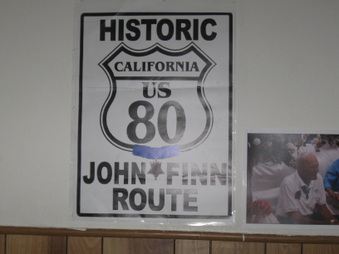 HISTORIC
CALIFORNIA
US
80
JOHN★FINN
ROUTE